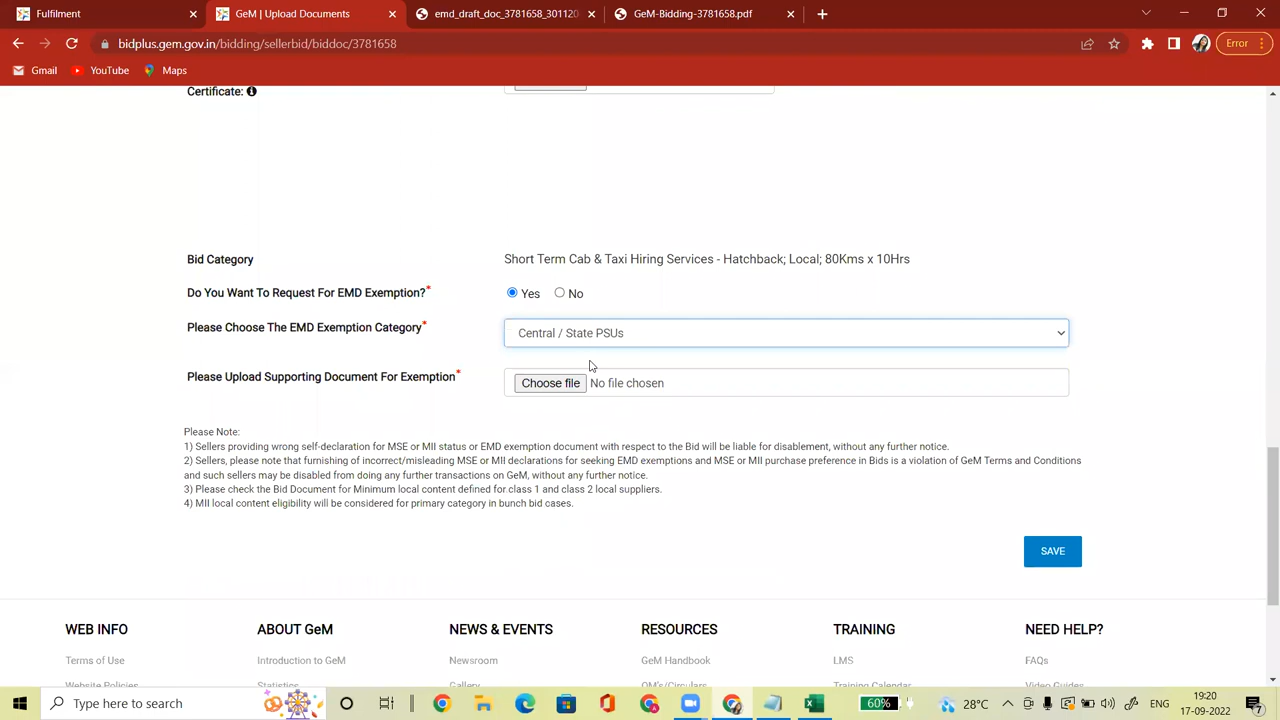 Fulfilment
GeM | Upload Documents
emd_draft_doc_3781658_301120
GeM-Bidding-3781658.pdf
bidplus.gem.gov.in/bidding/sellerbid/biddoc/3781658
Error
Gmail
YouTube
Maps
Certificate:
Bid Category
Short Term Cab & Taxi Hiring Services - Hatchback; Local; 80Kms x 10Hrs
Do You Want To Request For EMD Exemption?*
Yes
No
Please Choose The EMD Exemption Category*
Central / State PSUs
Please Upload Supporting Document For Exemption*
Choose file No file chosen
Please Note:
1) Sellers providing wrong self-declaration for MSE or MII status or EMD exemption document with respect to the Bid will be liable for disablement, without any further notice.
2) Sellers, please note that furnishing of incorrect/misleading MSE or MII declarations for seeking EMD exemptions and MSE or MII purchase preference in Bids is a violation of GeM Terms and Conditions
and such sellers may be disabled from doing any further transactions on GeM, without any further notice.
3) Please check the Bid Document for Minimum local content defined for class 1 and class 2 local suppliers.
4) MII local content eligibility will be considered for primary category in bunch bid cases.
SAVE
WEB INFO
ABOUT GeM
NEWS & EVENTS
RESOURCES
TRAINING
NEED HELP?
Terms of Use
Introduction to GeM
Newsroom
GeM Handbook
LMS
FAQs
Website Policies
Statistics
Gallery
OM's/Circulars
Training Calendar
Video Guides
Type here to search
60%
28°C
ENG
19:20
17-09-2022
7